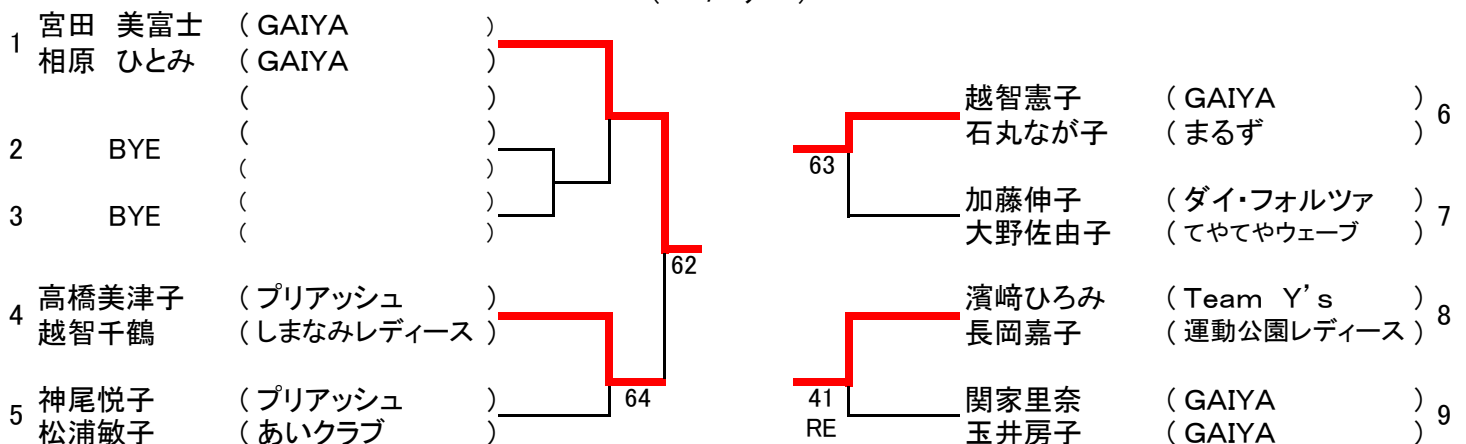 1 宮田 美富士 ( GAIYA )
相原 ひとみ ( GAIYA )
( )
2 BYE ( )
( )
3 BYE ( )
( )
4 高橋美津子 ( プリアッシュ )
越智千鶴 ( しまなみレディース )
5 神尾悦子 ( プリアッシュ )
松浦敏子 ( あいクラブ )
62
64
越智憲子 ( GAIYA ) 6
石丸なが子 ( まるず )
63
加藤伸子 ( ダイ・フォルツァ ) 7
大野佐由子 ( てやてやウェーブ )
濱﨑ひろみ ( Team Y's ) 8
長岡嘉子 ( 運動公園レディース )
41
RE
関家里奈 ( GAIYA ) 9
玉井房子 ( GAIYA )